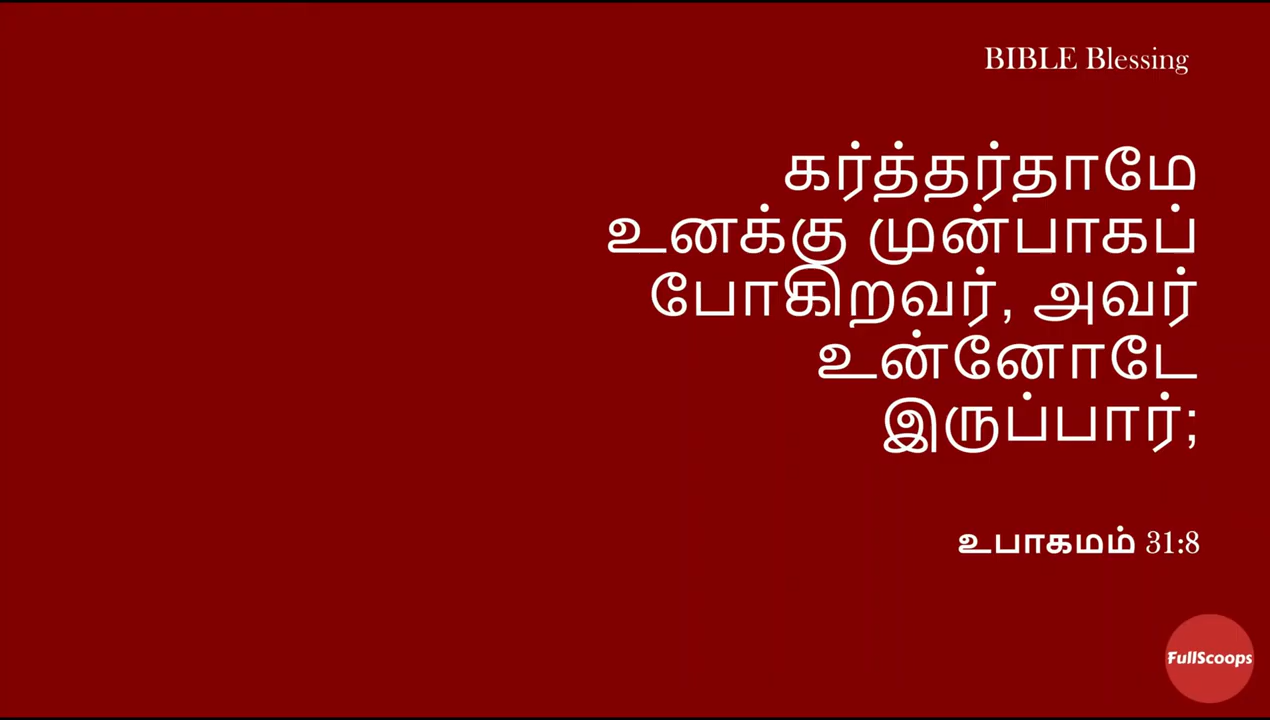 BIBLE Blessing
கர்த்தர்தாமே
உனக்கு முன்பாகப்
போகிறவர், அவர்
உன்னோடே
இருப்பார்;
உபாகமம் 31:8
FullScoops